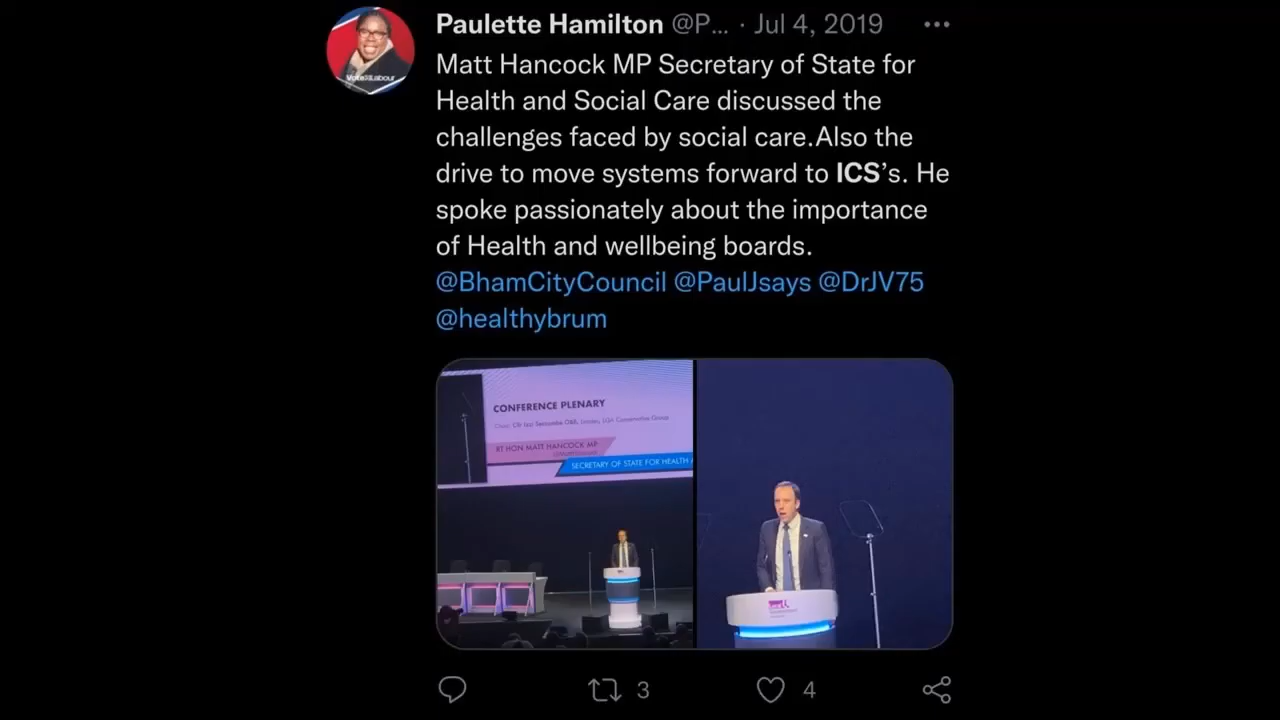 Paulette Hamilton @P... · Jul 4, 2019
Matt Hancock MP Secretary of State for
Health and Social Care discussed the
challenges faced by social care.Also the
drive to move systems forward to ICS's. He
spoke passionately about the importance
of Health and wellbeing boards.
@BhamCityCouncil @PaulJsays @DrJV75
@healthybrum
CONFERENCE PLENARY
RT HON MATT HANCOCK MP
SECRETARY OF STATE FOR HEALTH
3
4